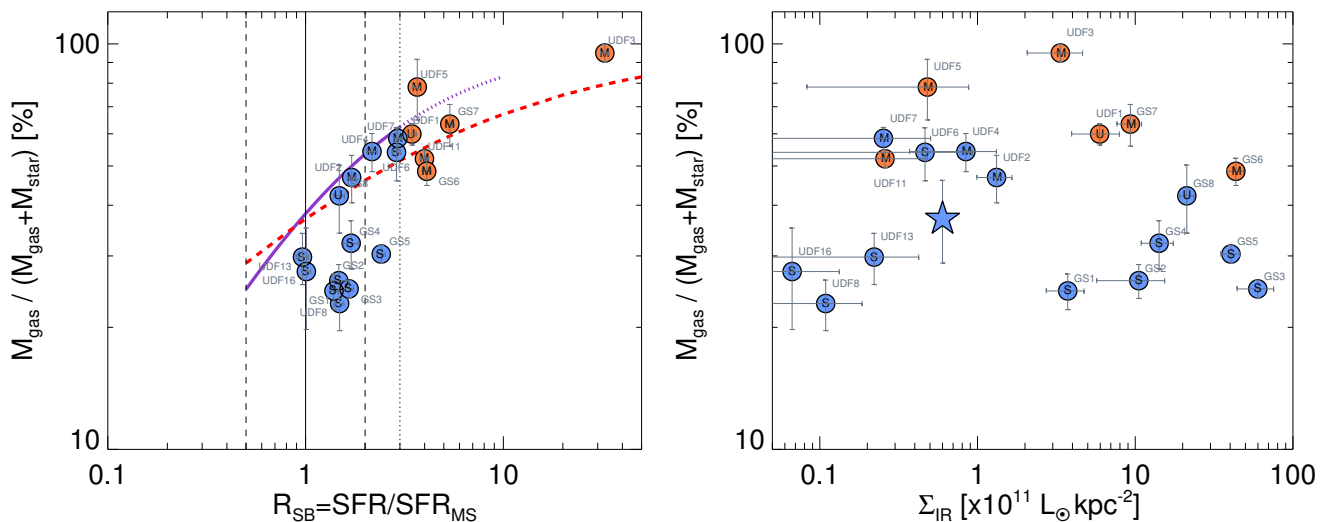 100
10
M_gas / (M_gas+M_star) [%]
UDF3
M
UDF5
M
GS7
M
UDF1
U
UDF7
M
UDF4
M
UDF11
M
UDF6
S
GS6
M
UDF2
M
GS8
U
GS4
S
GS5
S
UDF13
S
UDF16
S
GS2
S
GS1
S
GS3
S
UDF8
S
0.1
1
10
R_SB=SFR/SFR_MS
100
10
M_gas / (M_gas+M_star) [%]
UDF3
M
UDF5
M
GS7
M
UDF1
U
UDF7
M
UDF6
S
UDF4
M
UDF11
M
UDF2
M
GS6
M
GS8
U
GS4
S
GS5
S
UDF13
S
UDF16
S
GS2
S
GS1
S
GS3
S
UDF8
S
0.1
1
10
100
Σ_IR [x10^11 L_⊙ kpc^-2]